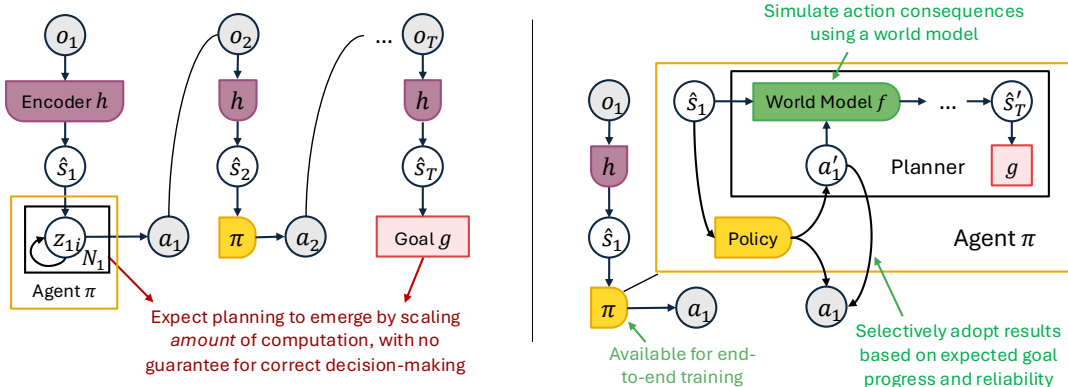 o₁
Encoder h
ŝ₁
z₁ᵢ
N₁
Agent π
a₁
o₂
h
ŝ₂
π
a₂
...
o_T
h
ŝ_T
Goal g
Expect planning to emerge by scaling
amount of computation, with no
guarantee for correct decision-making
Simulate action consequences
using a world model
o₁
h
ŝ₁
π
a₁
Available for end-
to-end training
ŝ₁
World Model f
...
ŝ'_T
a'₁
Planner
g
Policy
Agent π
a₁
Selectively adopt results
based on expected goal
progress and reliability